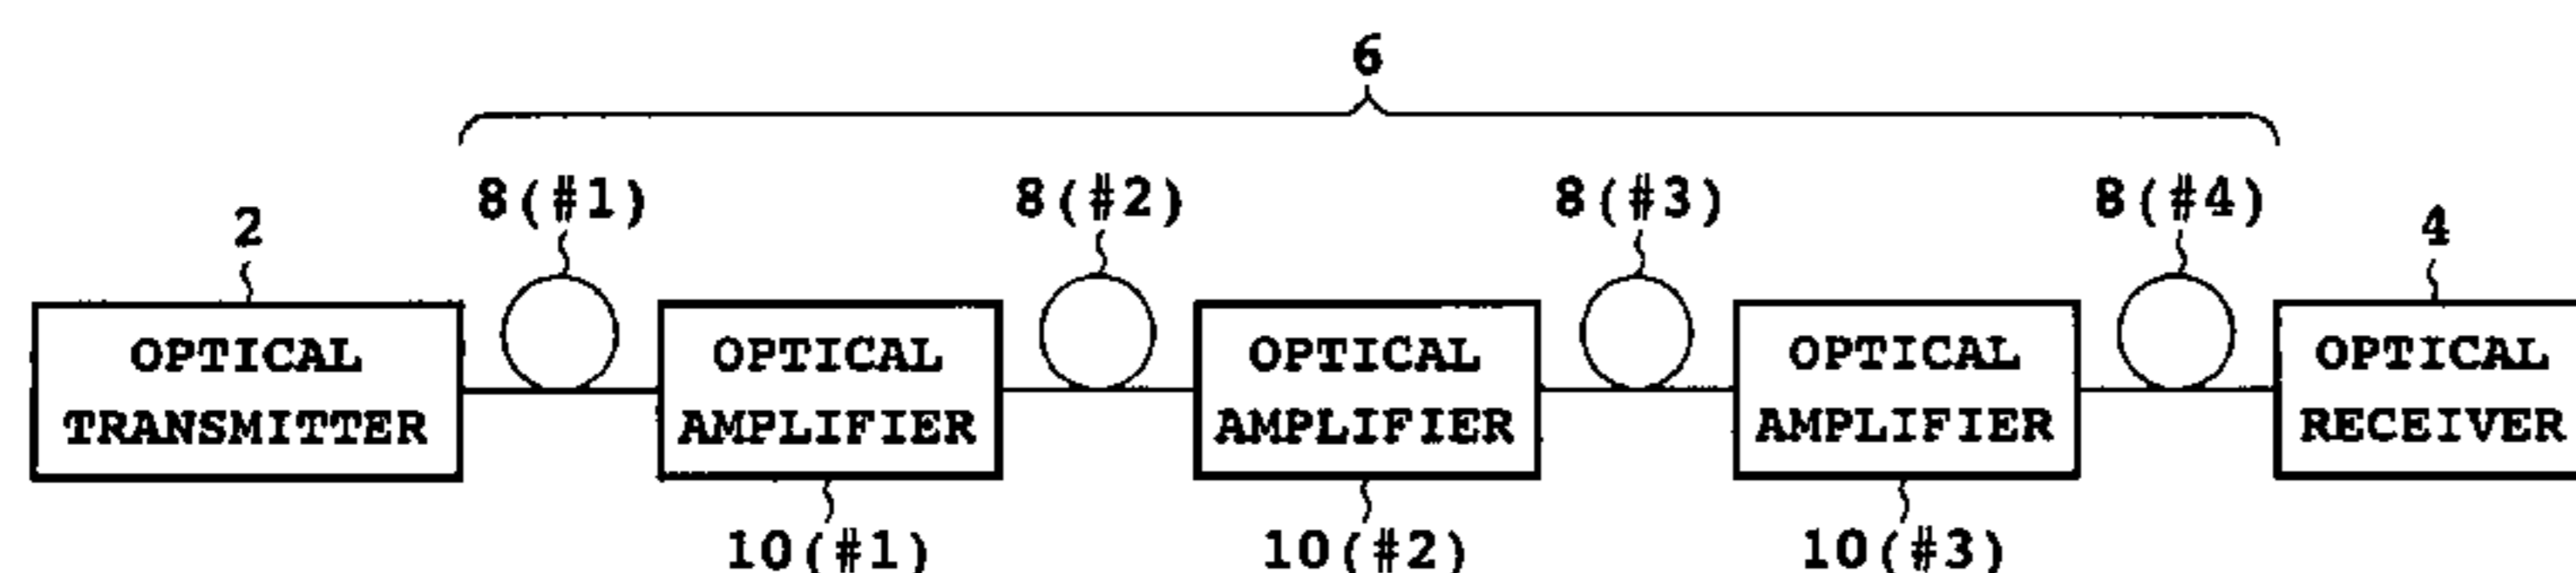 6
8(#1)
8(#2)
8(#3)
8(#4)
2
4
OPTICAL
TRANSMITTER
OPTICAL
AMPLIFIER
OPTICAL
AMPLIFIER
OPTICAL
AMPLIFIER
OPTICAL
RECEIVER
10(#1)
10(#2)
10(#3)